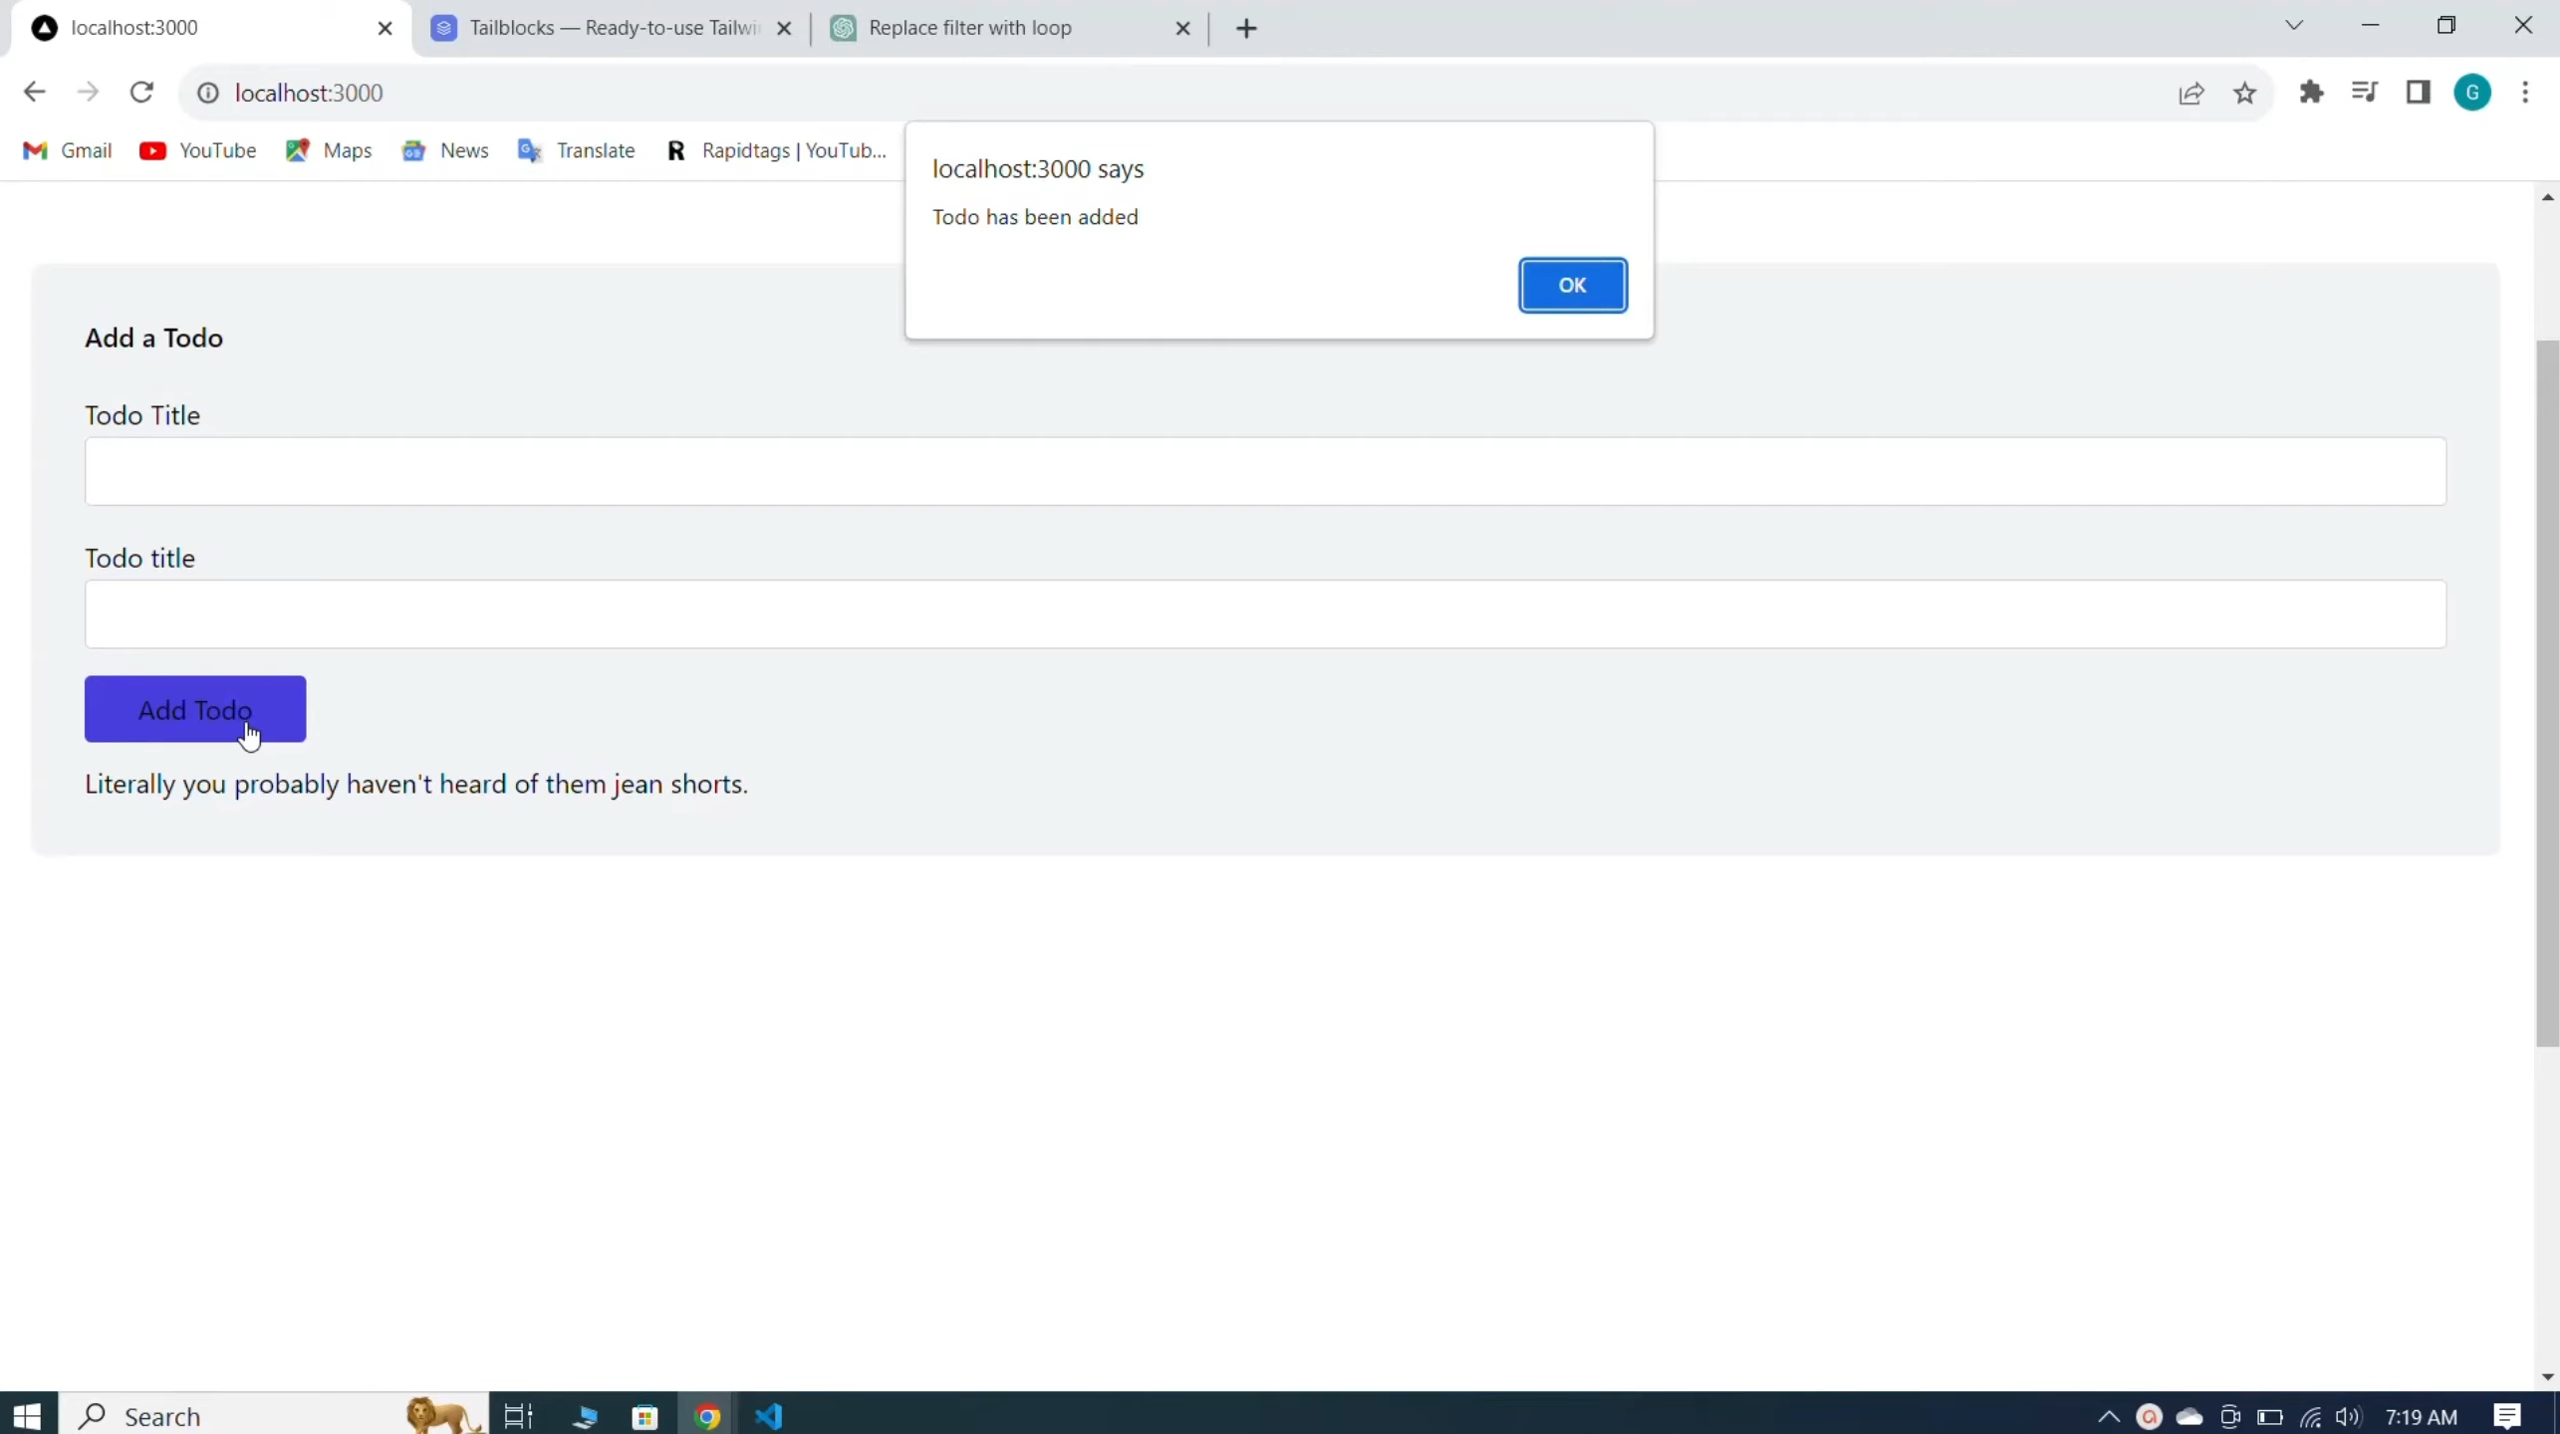 localhost:3000
Tailblocks — Ready-to-use Tailwi
Replace filter with loop
localhost:3000
Gmail
YouTube
Maps
News
Translate
Rapidtags | YouTub...
G
localhost:3000 says
Todo has been added
OK
Add a Todo
Todo Title
Todo title
Add Todo
Literally you probably haven't heard of them jean shorts.
Search
7:19 AM